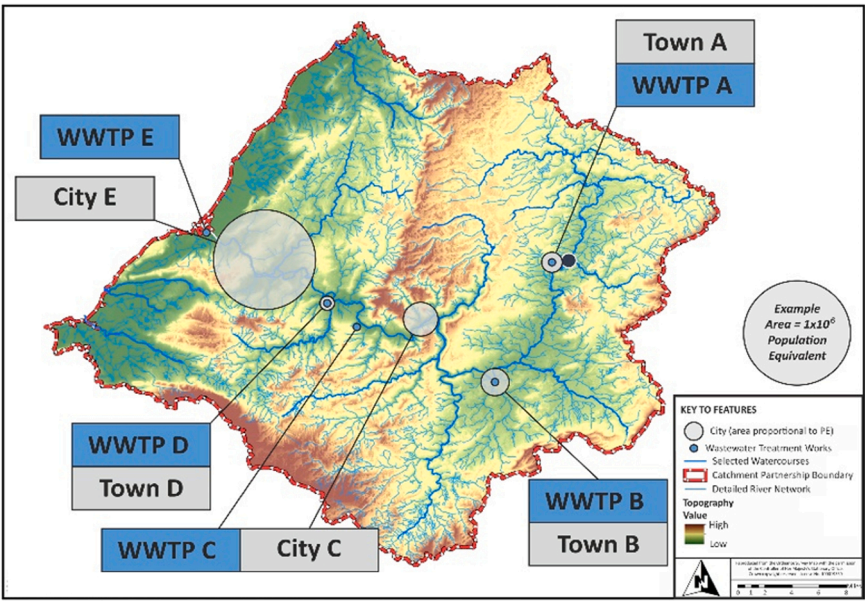 Town A
WWTP A
WWTP E
City E
Example
Area = 1x10⁶
Population
Equivalent
WWTP D
Town D
WWTP C
City C
WWTP B
Town B
KEY TO FEATURES
City (area proportional to PE)
Wastewater Treatment Works
Selected Watercourses
Catchment Partnership Boundary
Detailed River Network
Topography
Value
High
Low
N
0 1 2 4 6 8